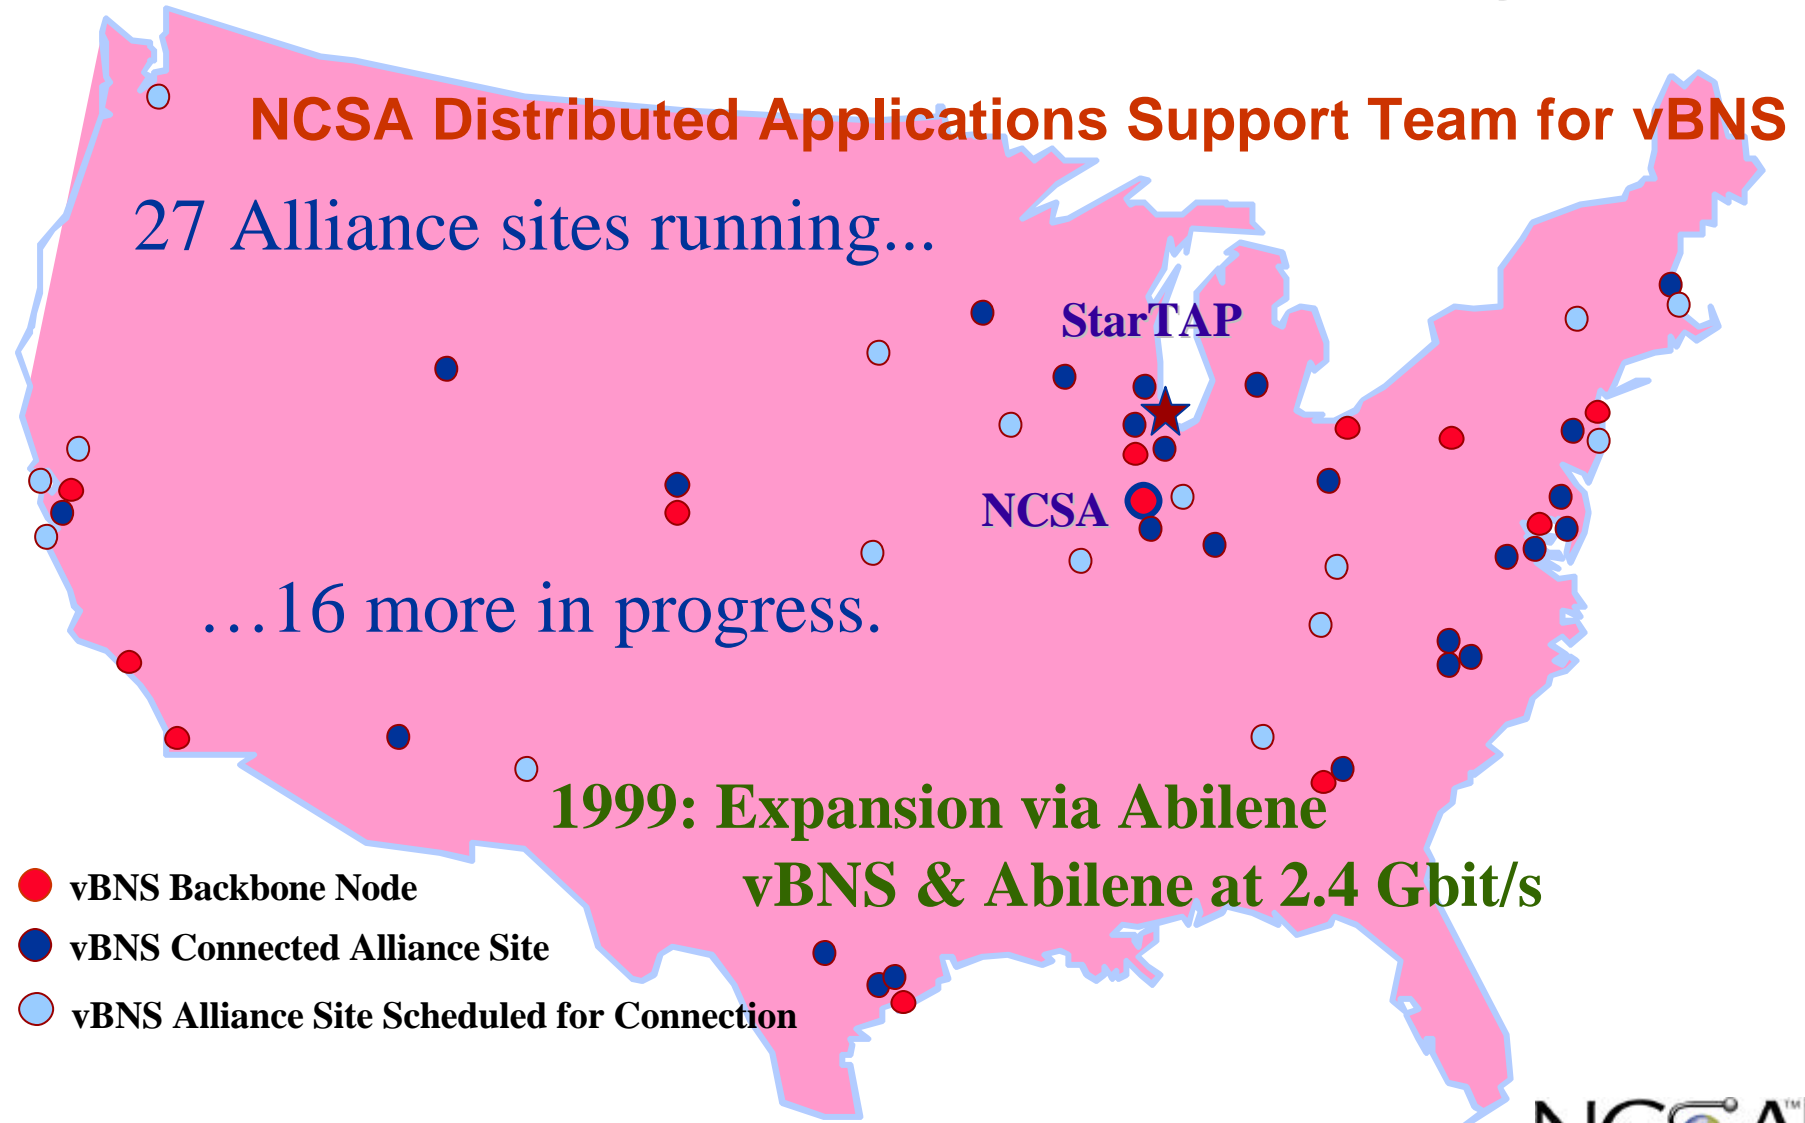 NCSA Distributed Applications Support Team for vBNS
27 Alliance sites running...
StarTAP
NCSA
…16 more in progress.
1999: Expansion via Abilene
vBNS & Abilene at 2.4 Gbit/s
vBNS Backbone Node
vBNS Connected Alliance Site
vBNS Alliance Site Scheduled for Connection
NCSA™